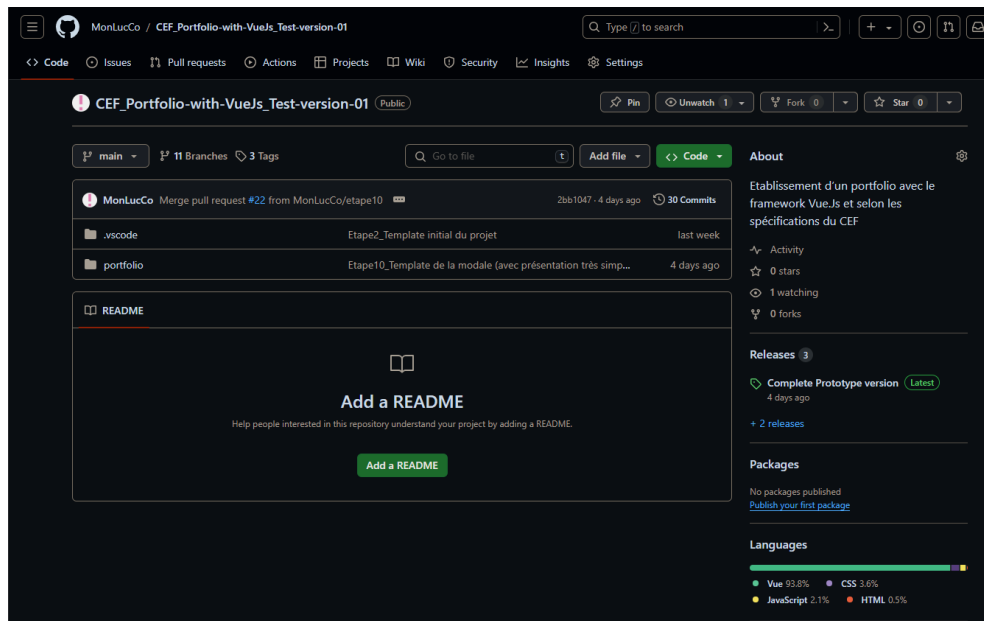 MonLucCo / CEF_Portfolio-with-VueJs_Test-version-01
Type / to search
Code Issues Pull requests Actions Projects Wiki Security Insights Settings
CEF_Portfolio-with-VueJs_Test-version-01 Public
Pin Unwatch 1 Fork 0 Star 0
main 11 Branches 3 Tags
Go to file t Add file Code
MonLucCo Merge pull request #22 from MonLucCo/etape10
2bb1047 · 4 days ago 30 Commits
.vscode Etape2_Template initial du projet last week
portfolio Etape10_Template de la modale (avec présentation très simp... 4 days ago
README
Add a README
Help people interested in this repository understand your project by adding a README.
Add a README
About
Etablissement d'un portfolio avec le
framework Vue.Js et selon les
spécifications du CEF
Activity
0 stars
1 watching
0 forks
Releases 3
Complete Prototype version Latest
4 days ago
+ 2 releases
Packages
No packages published
Publish your first package
Languages
Vue 93.8% CSS 3.6%
JavaScript 2.1% HTML 0.5%